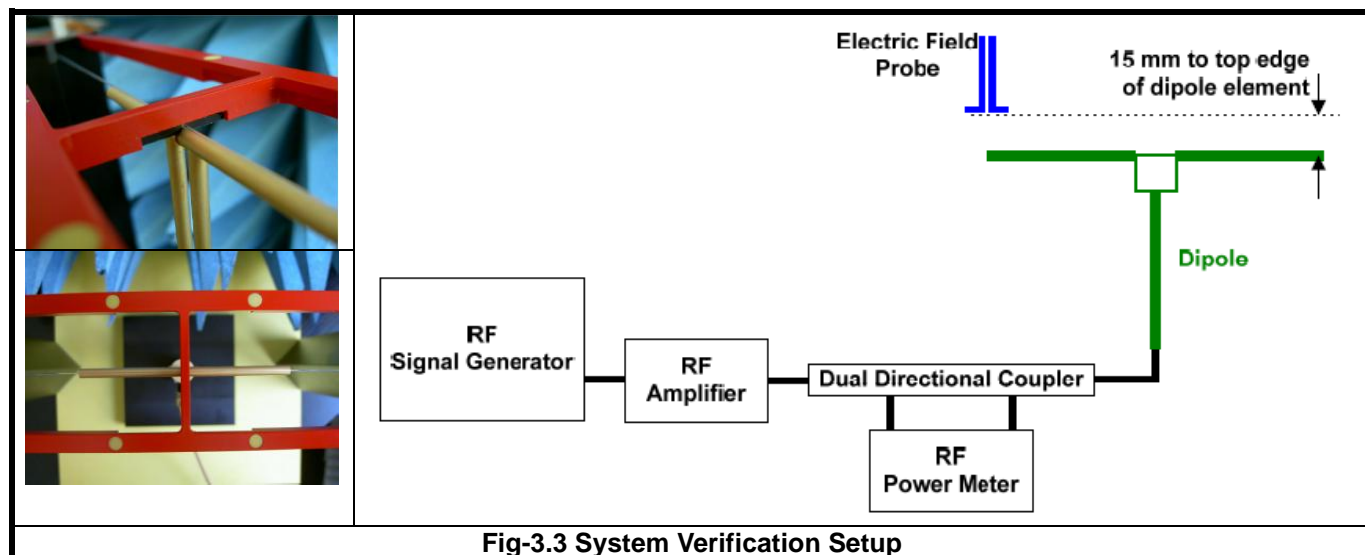 Electric Field
Probe
15 mm to top edge
of dipole element
Dipole
RF
Signal Generator
RF
Amplifier
Dual Directional Coupler
RF
Power Meter
Fig-3.3 System Verification Setup